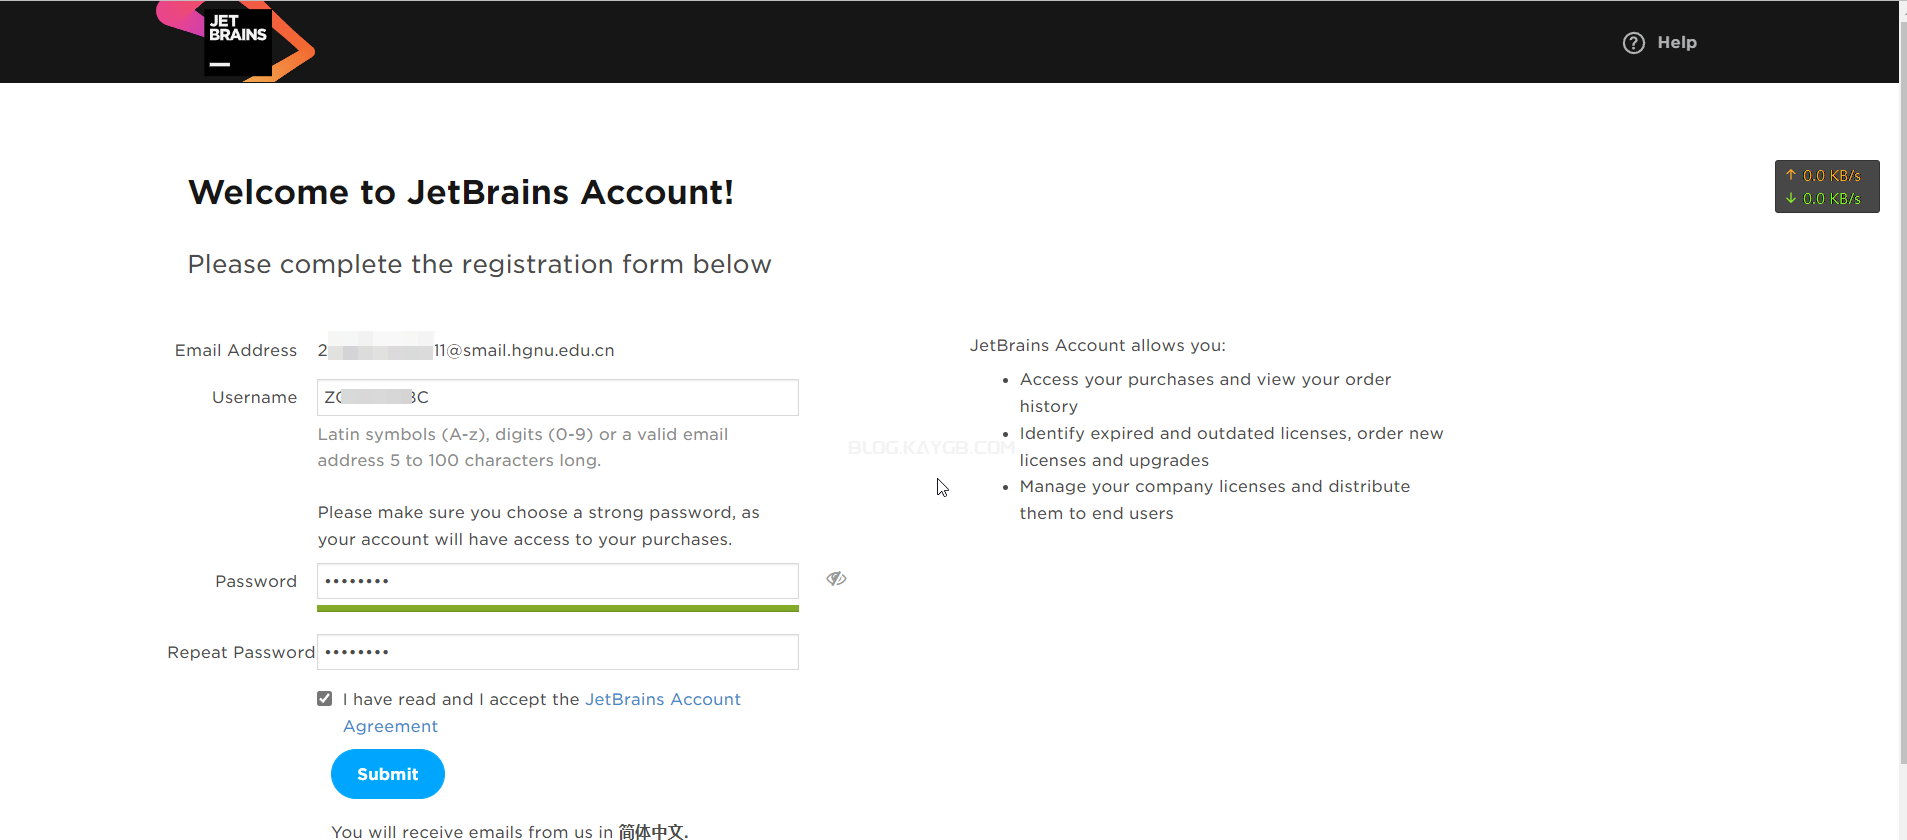 JET
BRAINS
Help
↑ 0.0 KB/s
↓ 0.0 KB/s
Welcome to JetBrains Account!
Please complete the registration form below
Email Address 2 11@smail.hgnu.edu.cn
Username
Latin symbols (A-z), digits (0-9) or a valid email
address 5 to 100 characters long.
Please make sure you choose a strong password, as
your account will have access to your purchases.
Password ••••••••
Repeat Password ••••••••
I have read and I accept the JetBrains Account
Agreement
Submit
You will receive emails from us in 简体中文.
JetBrains Account allows you:
• Access your purchases and view your order
history
• Identify expired and outdated licenses, order new
licenses and upgrades
• Manage your company licenses and distribute
them to end users
BLOG.KAYGB.COM